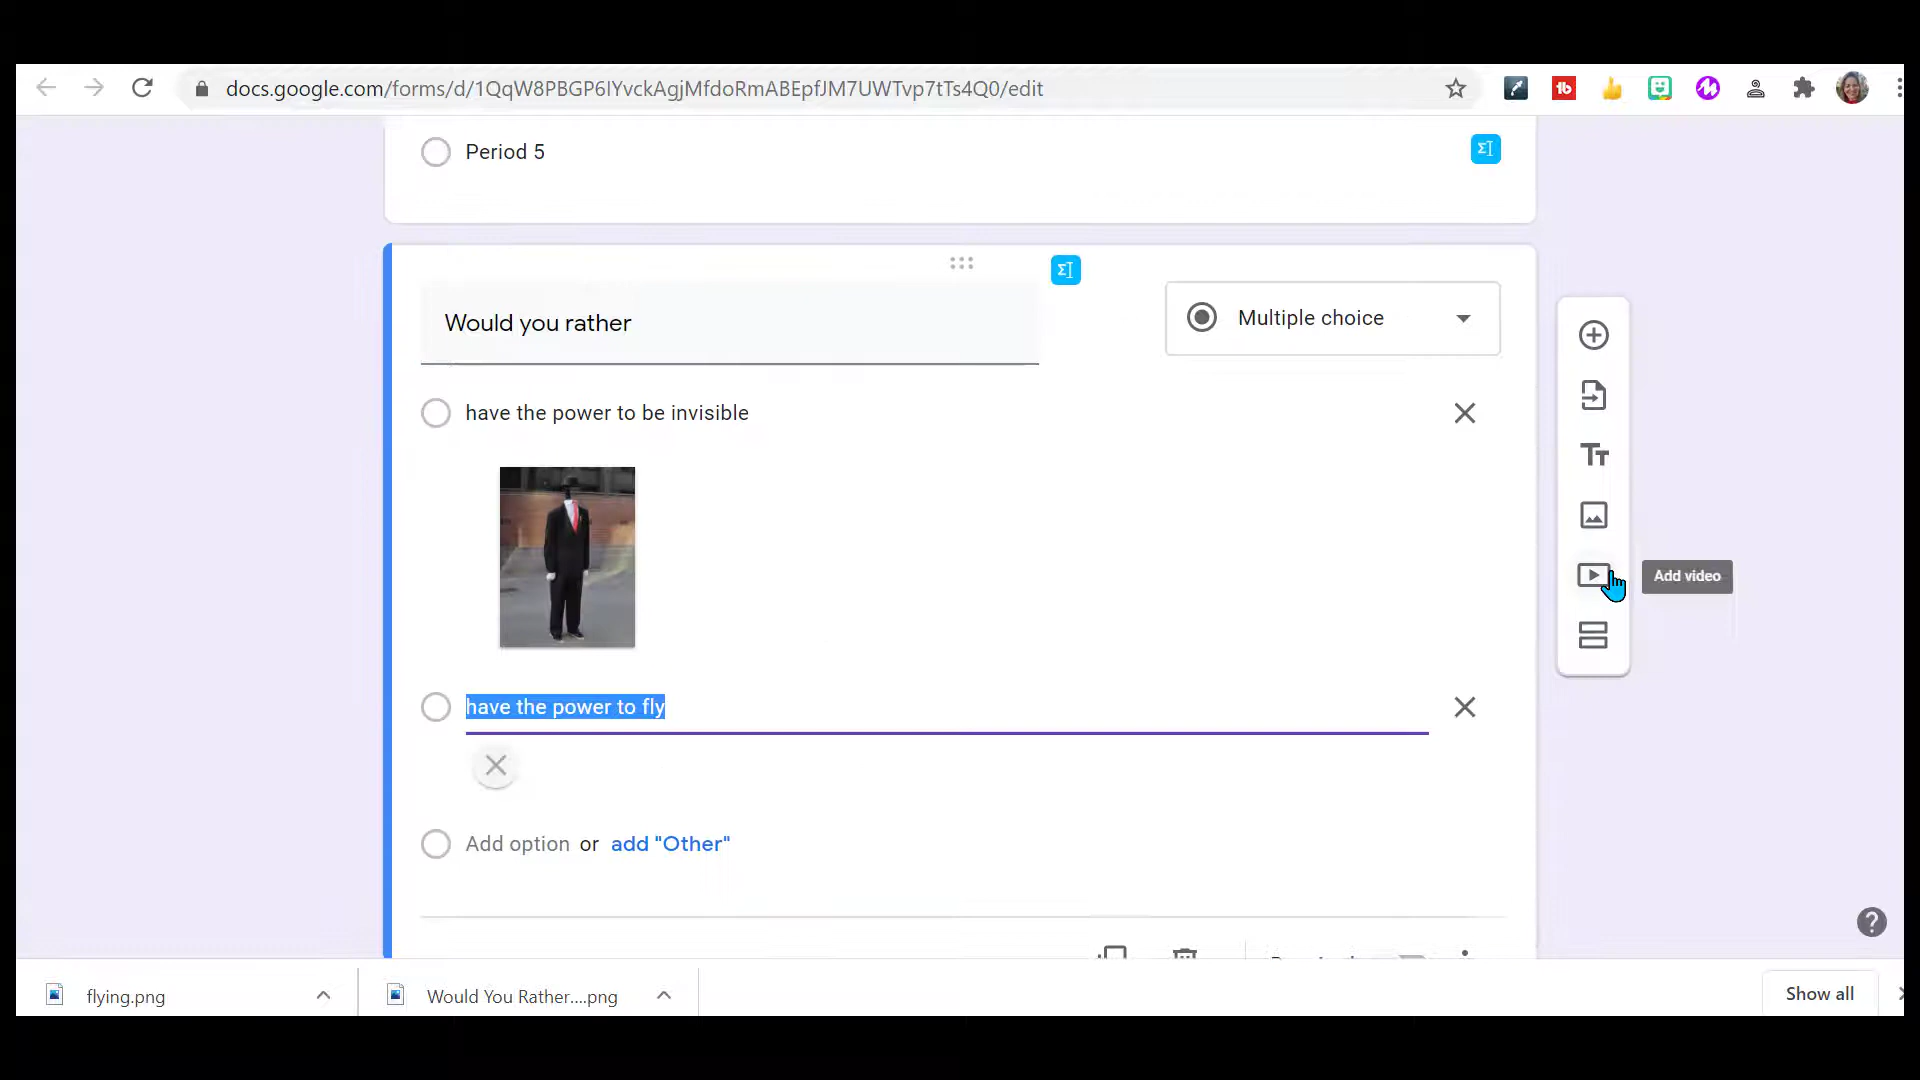 docs.google.com/forms/d/1QqW8PBGP6IYvckAgjMfdoRmABEpfJM7UWTvp7tTs4Q0/edit
Period 5
Would you rather
Multiple choice
have the power to be invisible
Add video
have the power to fly
Add option or add "Other"
flying.png
Would You Rather....png
Show all